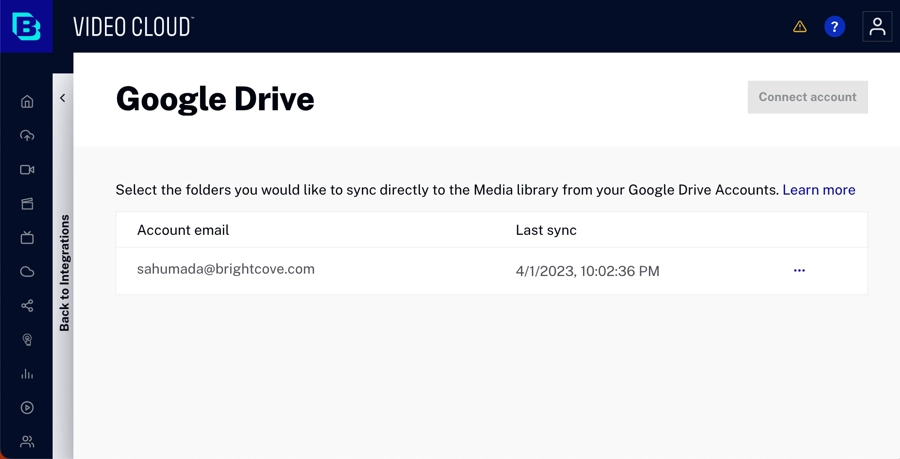 VIDEO CLOUD™
?
Google Drive
Connect account
Back to Integrations
Select the folders you would like to sync directly to the Media library from your Google Drive Accounts. Learn more
Account email Last sync
sahumada@brightcove.com 4/1/2023, 10:02:36 PM